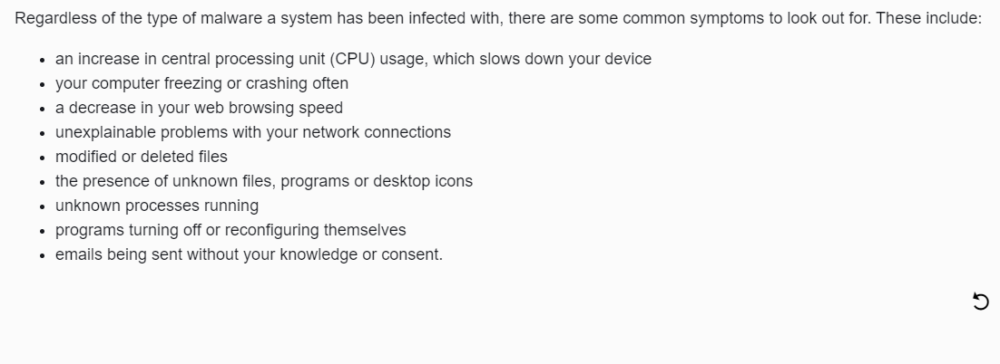 Regardless of the type of malware a system has been infected with, there are some common symptoms to look out for. These include:
• an increase in central processing unit (CPU) usage, which slows down your device
• your computer freezing or crashing often
• a decrease in your web browsing speed
• unexplainable problems with your network connections
• modified or deleted files
• the presence of unknown files, programs or desktop icons
• unknown processes running
• programs turning off or reconfiguring themselves
• emails being sent without your knowledge or consent.